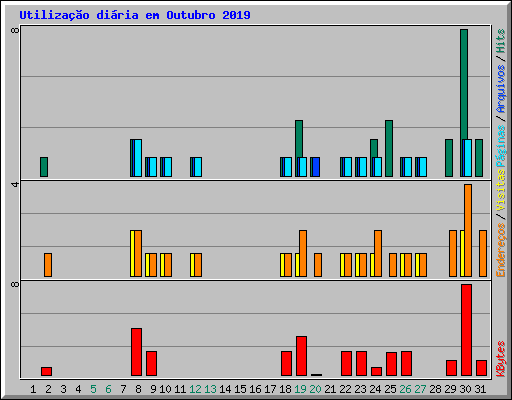 Utilização diária em Outubro 2019
8
4
8
KBytes
Endereços / Visitas Páginas / Arquivos / Hits
1 2 3 4 5 6 7 8 9 10 11 12 13 14 15 16 17 18 19 20 21 22 23 24 25 26 27 28 29 30 31